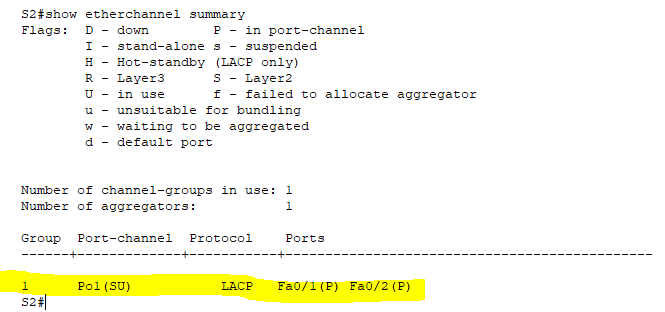 S2#show etherchannel summary
Flags:  D - down        P - in port-channel
        I - stand-alone s - suspended
        H - Hot-standby (LACP only)
        R - Layer3      S - Layer2
        U - in use      f - failed to allocate aggregator
        u - unsuitable for bundling
        w - waiting to be aggregated
        d - default port
Number of channel-groups in use: 1
Number of aggregators:           1
Group  Port-channel  Protocol    Ports
------+-------------+-----------+----------------------------------------------
1      Po1(SU)           LACP   Fa0/1(P) Fa0/2(P)
S2#